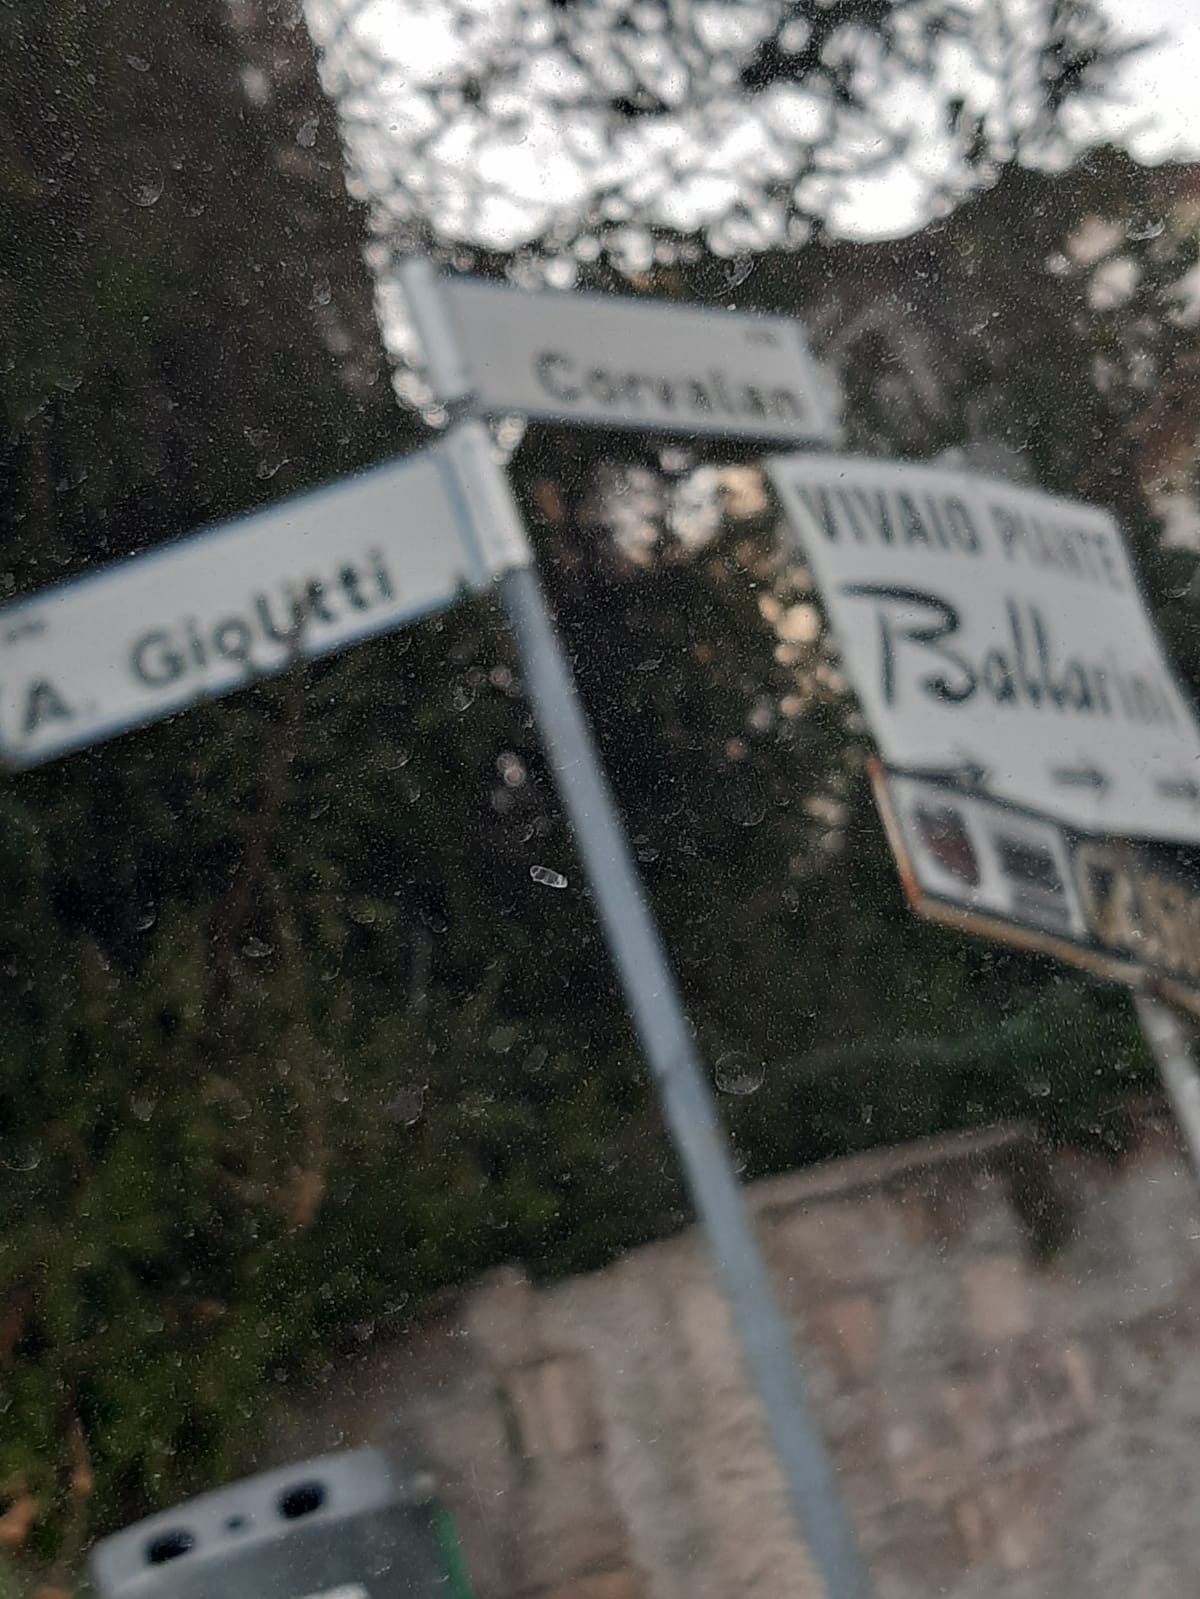 Corvalan
A. Giolitti
VIVAIO PIANTE
Ballarini